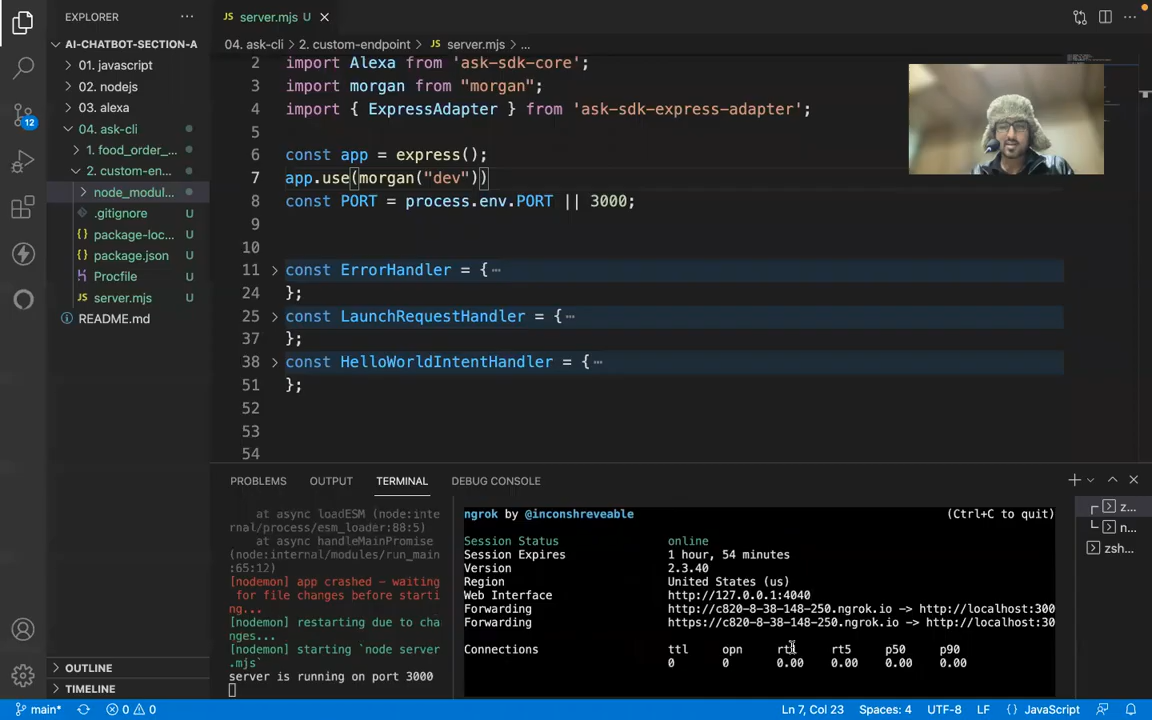 EXPLORER
AI-CHATBOT-SECTION-A
01. javascript
02. nodejs
03. alexa
04. ask-cli
1. food_order_...
2. custom-en...
node_modul...
.gitignore U
package-loc... U
package.json U
Procfile U
server.mjs U
README.md
OUTLINE
TIMELINE
12
server.mjs U
04. ask-cli > 2. custom-endpoint > server.mjs > ...
2 import Alexa from 'ask-sdk-core';
3 import morgan from "morgan";
4 import { ExpressAdapter } from 'ask-sdk-express-adapter';
5
6 const app = express();
7 app.use(morgan("dev"))
8 const PORT = process.env.PORT || 3000;
9
10
11 const ErrorHandler = {
24 };
25 const LaunchRequestHandler = {
37 };
38 const HelloWorldIntentHandler = {
51 };
52
53
54
PROBLEMS OUTPUT TERMINAL DEBUG CONSOLE
at async loadESM (node:inte
rnal/process/esm_loader:88:5)
at async handleMainPromise
(node:internal/modules/run_main
:65:12)
[nodemon] app crashed - waiting
for file changes before starti
ng...
[nodemon] restarting due to cha
nges...
[nodemon] starting `node server
.mjs`
server is running on port 3000
ngrok by @inconshreveable (Ctrl+C to quit)
Session Status online
Session Expires 1 hour, 54 minutes
Version 2.3.40
Region United States (us)
Web Interface http://127.0.0.1:4040
Forwarding http://c820-8-38-148-250.ngrok.io -> http://localhost:300
Forwarding https://c820-8-38-148-250.ngrok.io -> http://localhost:30
Connections ttl opn rt1 rt5 p50 p90
0 0 0.00 0.00 0.00 0.00
z...
n...
zsh...
main* 0 0 Ln 7, Col 23 Spaces: 4 UTF-8 LF JavaScript